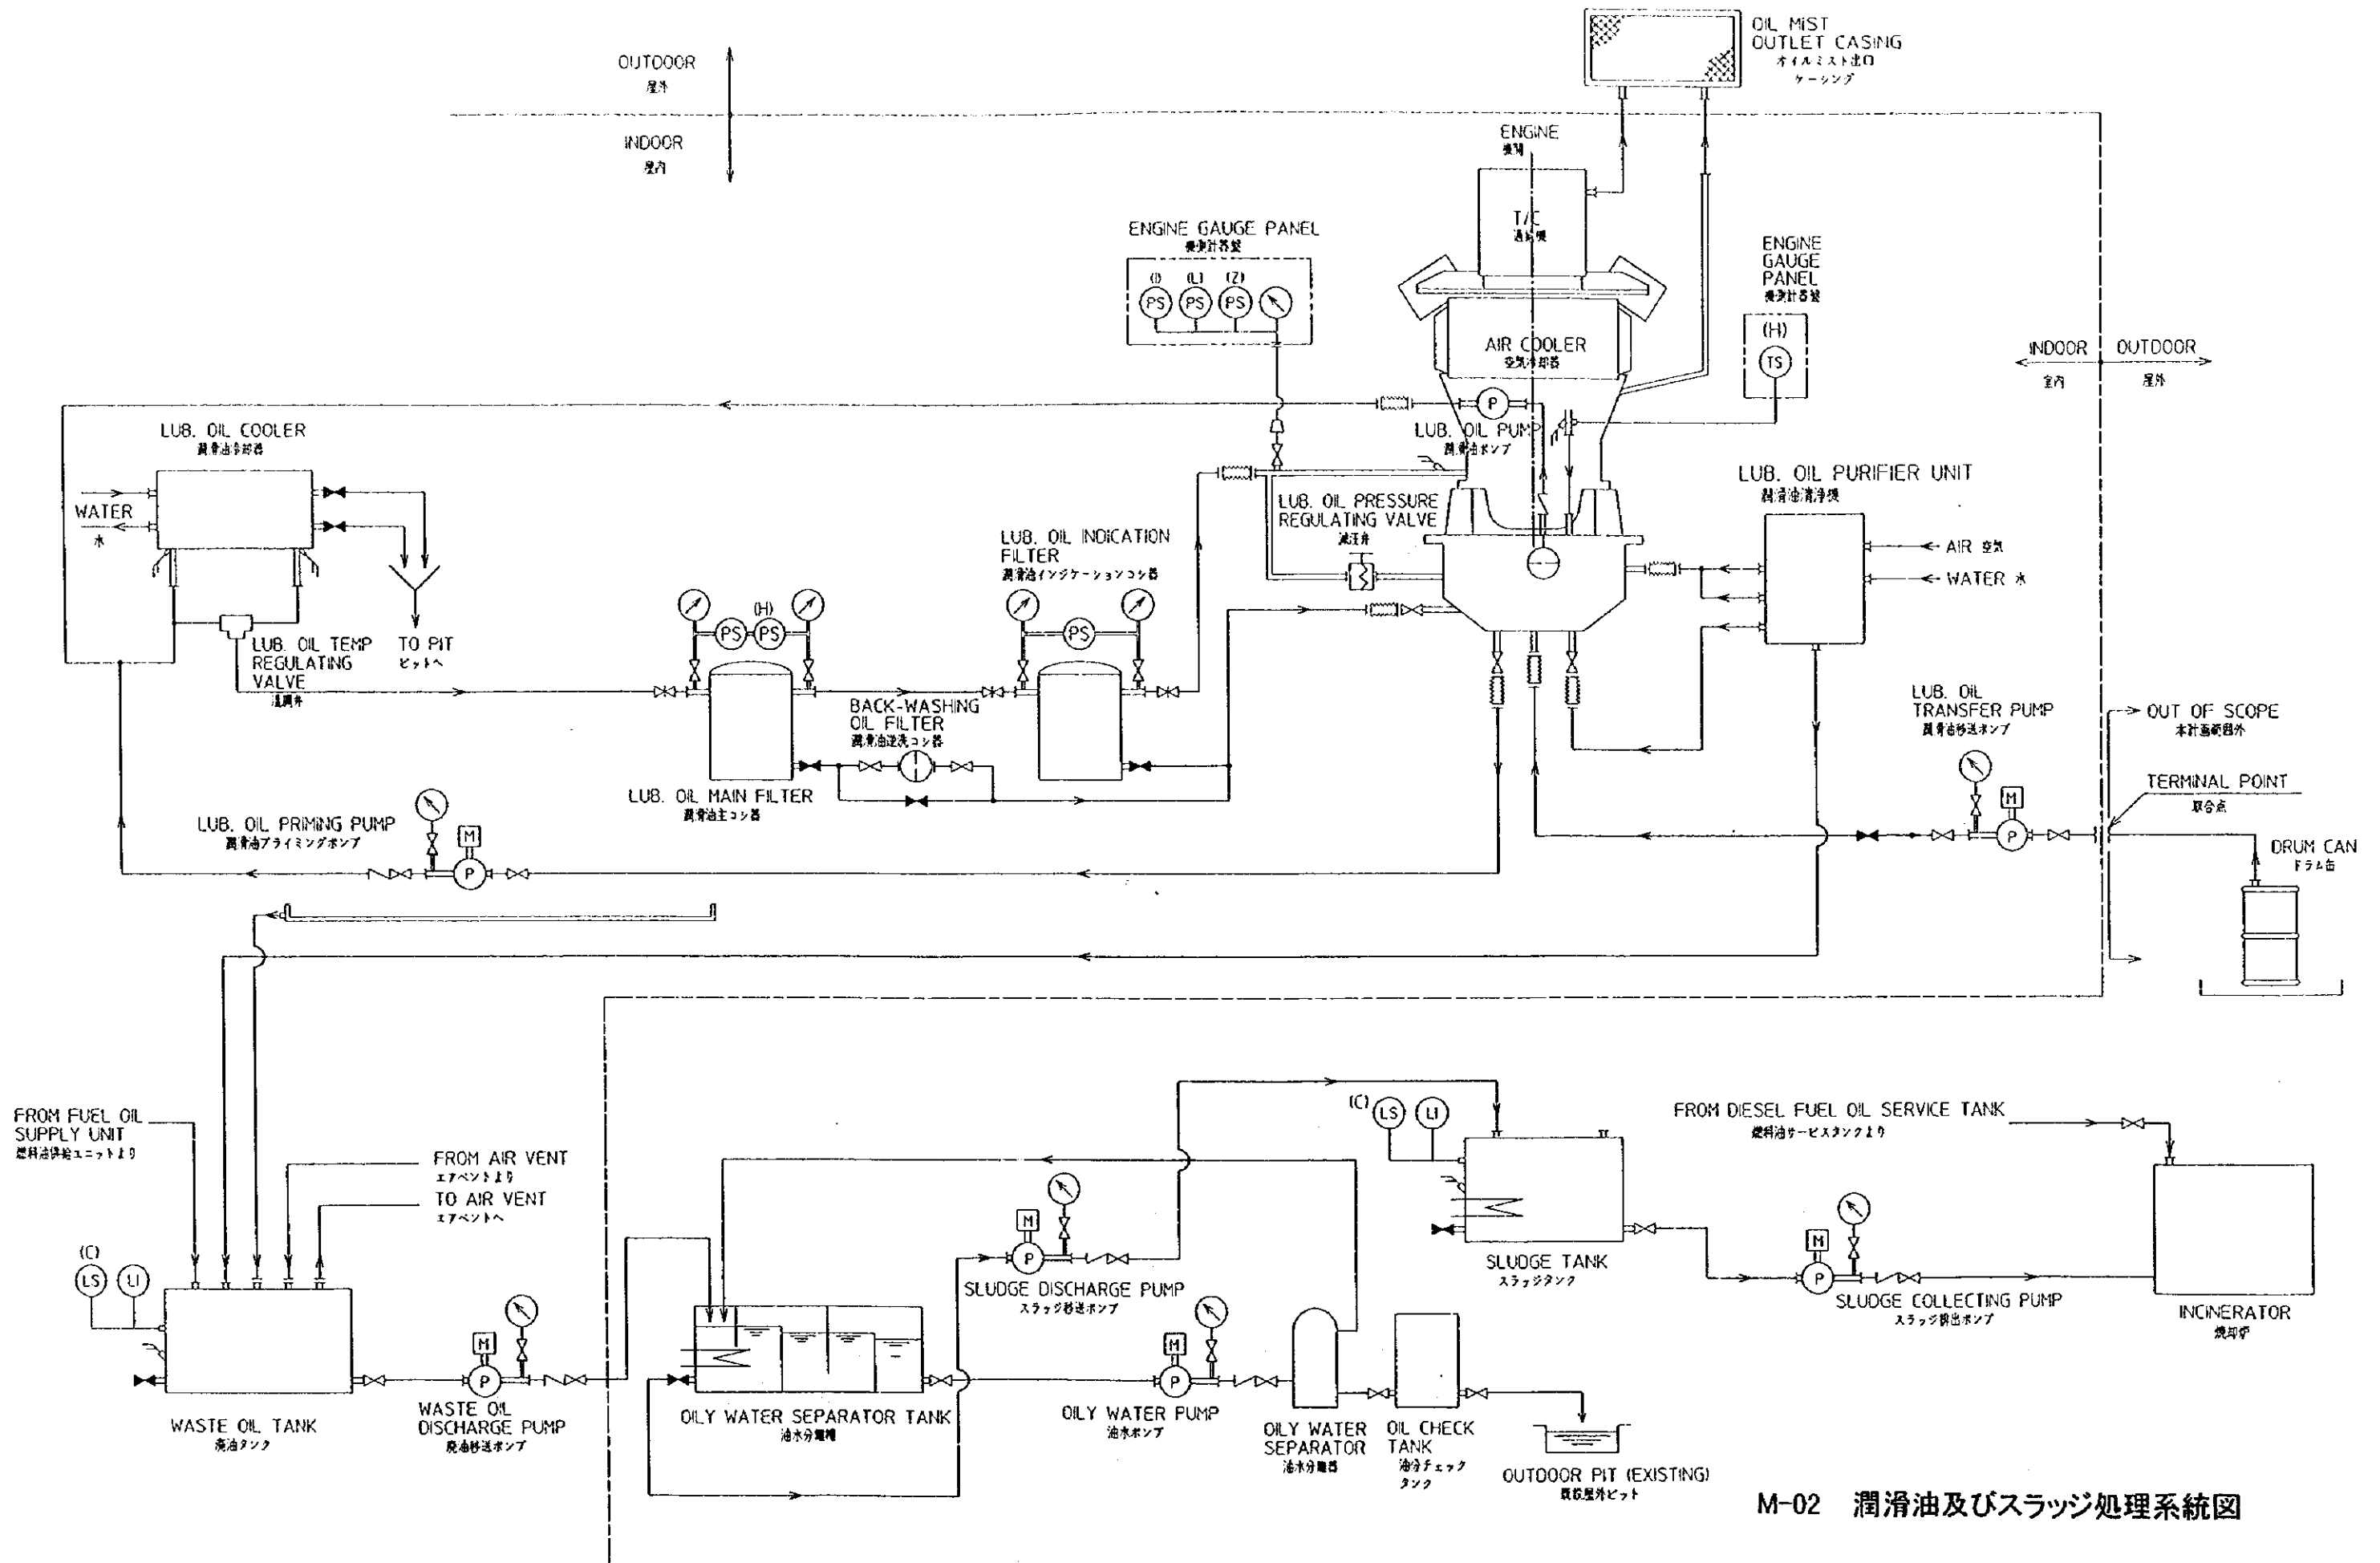 OIL MIST
OUTLET CASING
オイルミスト出口
ケーシング
OUTDOOR
屋外
INDOOR
屋内
ENGINE
機関
T/C
過給機
ENGINE GAUGE PANEL
機側計器盤
(I) (L) (Z)
PS PS PS
ENGINE
GAUGE
PANEL
機側計器盤
(H)
TS
AIR COOLER
空気冷却器
INDOOR OUTDOOR
室内 屋外
P
LUB. OIL PUMP
潤滑油ポンプ
LUB. OIL COOLER
潤滑油冷却器
WATER
水
LUB. OIL PURIFIER UNIT
潤滑油清浄機
AIR 空気
WATER 水
LUB. OIL PRESSURE
REGULATING VALVE
減圧弁
LUB. OIL INDICATION
FILTER
潤滑油インジケーションコシ器
LUB. OIL TEMP
REGULATING
VALVE
温調弁
TO PIT
ピットへ
(H)
PS PS
PS
BACK-WASHING
OIL FILTER
潤滑油逆洗コシ器
LUB. OIL MAIN FILTER
潤滑油主コシ器
LUB. OIL
TRANSFER PUMP
潤滑油移送ポンプ
M
P
OUT OF SCOPE
本計画範囲外
TERMINAL POINT
取合点
DRUM CAN
ドラム缶
LUB. OIL PRIMING PUMP
潤滑油プライミングポンプ
M
P
FROM FUEL OIL
SUPPLY UNIT
燃料油供給ユニットより
FROM AIR VENT
エアベントより
TO AIR VENT
エアベントへ
(C)
LS LI
WASTE OIL TANK
廃油タンク
M
P
WASTE OIL
DISCHARGE PUMP
廃油移送ポンプ
OILY WATER SEPARATOR TANK
油水分離槽
M
P
SLUDGE DISCHARGE PUMP
スラッジ移送ポンプ
M
P
OILY WATER PUMP
油水ポンプ
OILY WATER
SEPARATOR
油水分離器
OIL CHECK
TANK
油分チェック
タンク
OUTDOOR PIT (EXISTING)
既設屋外ピット
(C)
LS LI
SLUDGE TANK
スラッジタンク
FROM DIESEL FUEL OIL SERVICE TANK
燃料油サービスタンクより
M
P
SLUDGE COLLECTING PUMP
スラッジ排出ポンプ
INCINERATOR
焼却炉
M-02 潤滑油及びスラッジ処理系統図